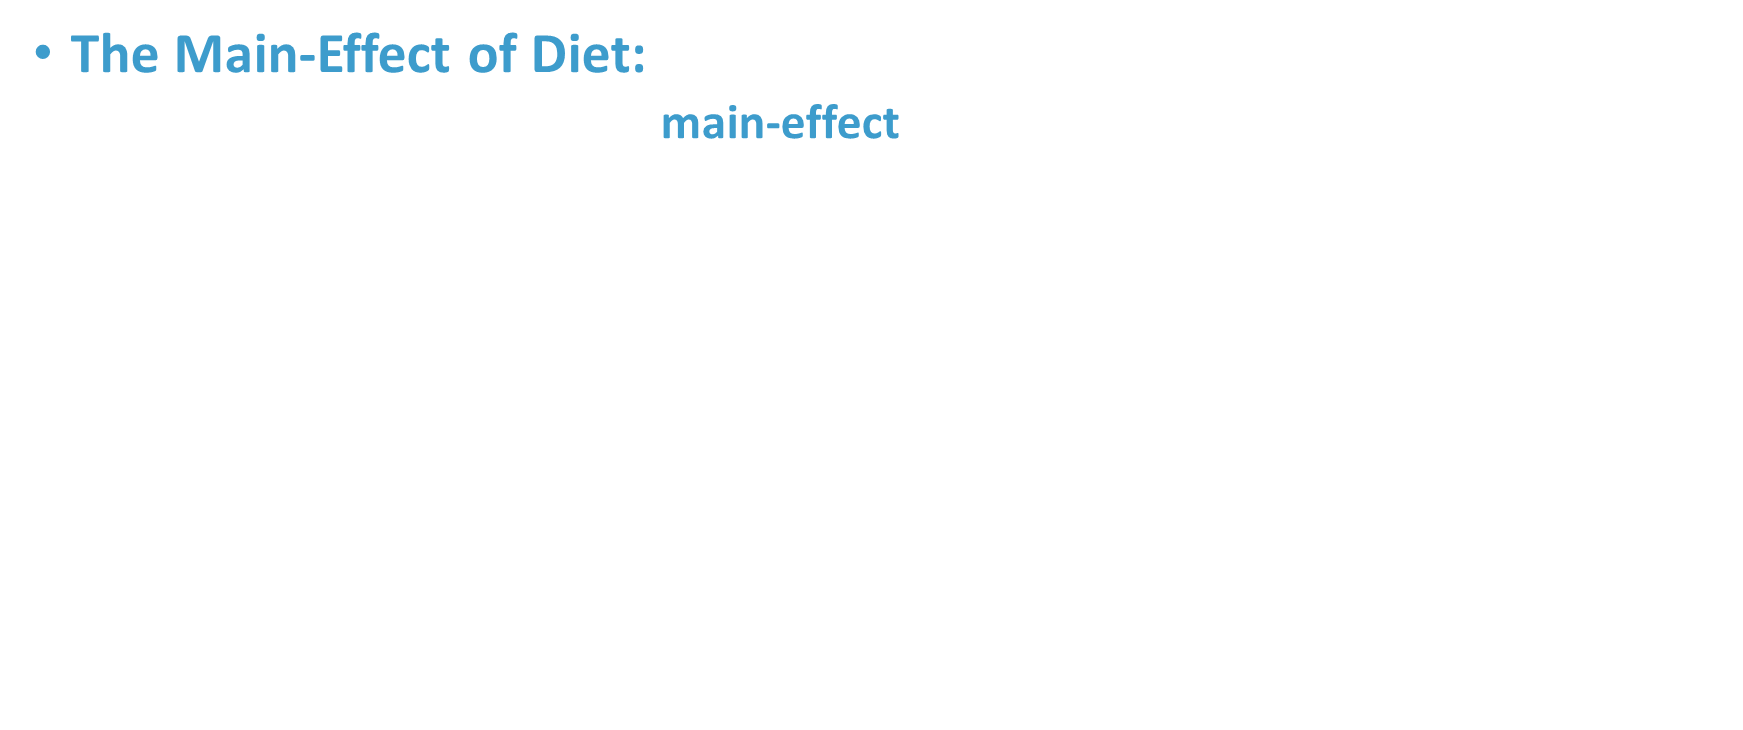 • The Main-Effect of Diet:
main-effect